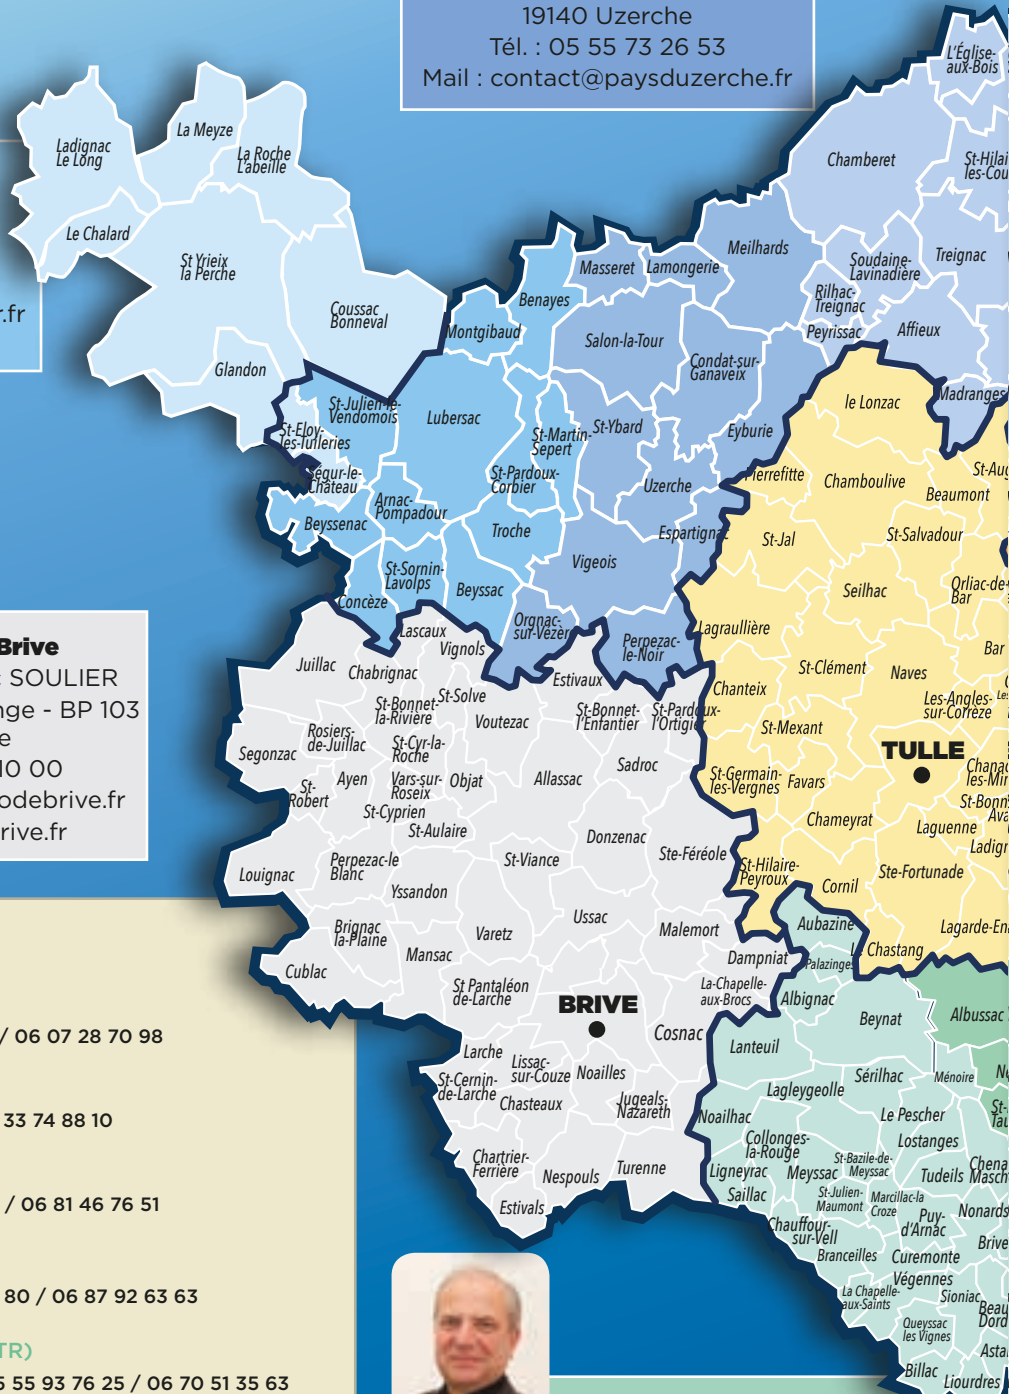 19140 Uzerche
Tél. : 05 55 73 26 53
Mail : contact@paysduzerche.fr
L'Église-
aux-Bois
Ladignac
Le Long
La Meyze
La Roche
L'abeille
Chamberet
Le Chalard
St Yrieix
la Perche
Meilhards
Soudaine-
Lavinadière
Treignac
Masseret
Lamongerie
Rilhac-
Treignac
Benayes
.fr
Coussac
Bonneval
Montgibaud
Salon-la-Tour
Peyrissac
Affieux
Glandon
Condat-sur-
Ganaveix
Madranges
St-Julien-le-
Vendomois
Lubersac
le Lonzac
St-Eloy-
les-Tuileries
St-Martin-
Sepert
St-Ybard
Eyburie
Ségur-le-
Château
St-Pardoux-
Corbier
Uzerche
Pierrefitte
Chamboulive
Beaumont
Arnac-
Pompadour
Beyssenac
Troche
Espartignac
St-Jal
St-Salvadour
St-Sornin-
Lavolps
Beyssac
Vigeois
Seilhac
Orliac-de-
Bar
Concèze
Lascaux
Vignols
Orgnac-
sur-Vézère
Perpezac-
le-Noir
Lagraullière
Bar
Brive
: SOULIER
nge - BP 103
e
10 00
odebrive.fr
rive.fr
Juillac
Chabrignac
St-Solve
Estivaux
St-Clément
Naves
Chanteix
St-Bonnet-
la-Rivière
Voutezac
St-Bonnet-
l'Enfantier
St-Pardoux-
l'Ortigier
Les-Angles-
sur-Corrèze
St-Mexant
Rosiers-
de-Juillac
St-Cyr-la-
Roche
Segonzac
TULLE
Sadroc
St-Germain-
les-Vergnes
Favars
St-
Robert
Ayen
Vars-sur-
Roseix
Objat
Allassac
St-Cyprien
Chameyrat
Laguenne
St-Aulaire
Donzenac
Perpezac-le
Blanc
St-Viance
Ste-Féréole
St-Hilaire-
Peyroux
Ste-Fortunade
Louignac
Yssandon
Cornil
Ussac
Malemort
Aubazine
Brignac
la-Plaine
Varetz
Mansac
Dampniat
Le Chastang
Palazinges
Cublac
St Pantaléon
de-Larche
La-Chapelle-
aux-Brocs
Albignac
BRIVE
Cosnac
Beynat
Albussac
/ 06 07 28 70 98
Lanteuil
Larche
Lissac-
sur-Couze
Noailles
Sérilhac
Ménoire
St-Cernin-
de-Larche
Chasteaux
Jugeals-
Nazareth
Lagleygeolle
33 74 88 10
Noailhac
Le Pescher
Collonges-
la-Rouge
Lostanges
Chartrier-
Ferrière
Nespouls
Turenne
Ligneyrac
Meyssac
St-Bazile-de-
Meyssac
Tudeils
/ 06 81 46 76 51
Estivals
Saillac
St-Julien-
Maumont
Marcillac-la
Croze
Puy-
d'Arnac
Nonards
Chauffour-
sur-Vell
Branceilles
Curemonte
80 / 06 87 92 63 63
Végennes
La Chapelle-
aux-Saints
Sioniac
Queyssac
les Vignes
TR)
5 55 93 76 25 / 06 70 51 35 63
Billac
Liourdres